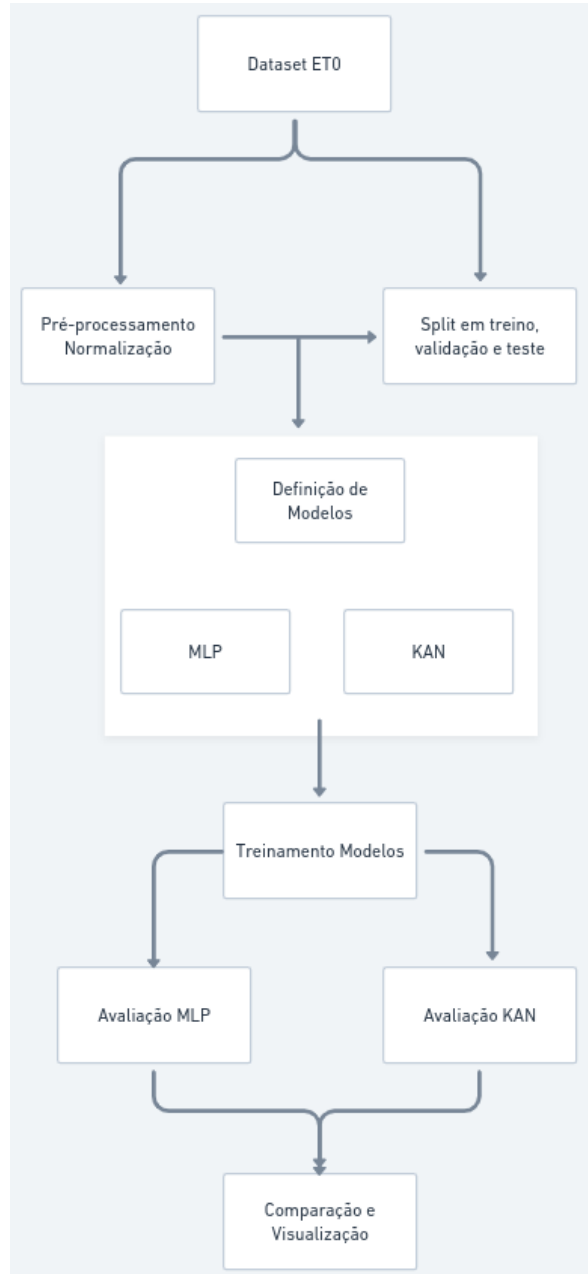 Dataset ET0
Pré-processamento
Normalização
Split em treino,
validação e teste
Definição de
Modelos
MLP
KAN
Treinamento Modelos
Avaliação MLP
Avaliação KAN
Comparação e
Visualização